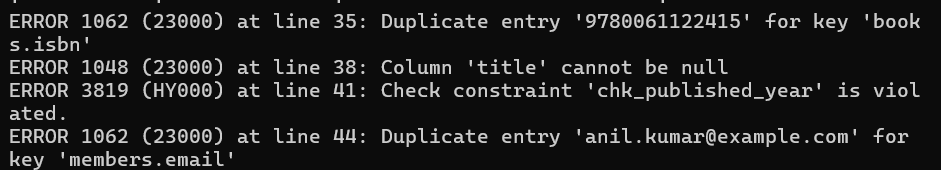 ERROR 1062 (23000) at line 35: Duplicate entry '9780061122415' for key 'book
s.isbn'
ERROR 1048 (23000) at line 38: Column 'title' cannot be null
ERROR 3819 (HY000) at line 41: Check constraint 'chk_published_year' is viol
ated.
ERROR 1062 (23000) at line 44: Duplicate entry 'anil.kumar@example.com' for
key 'members.email'